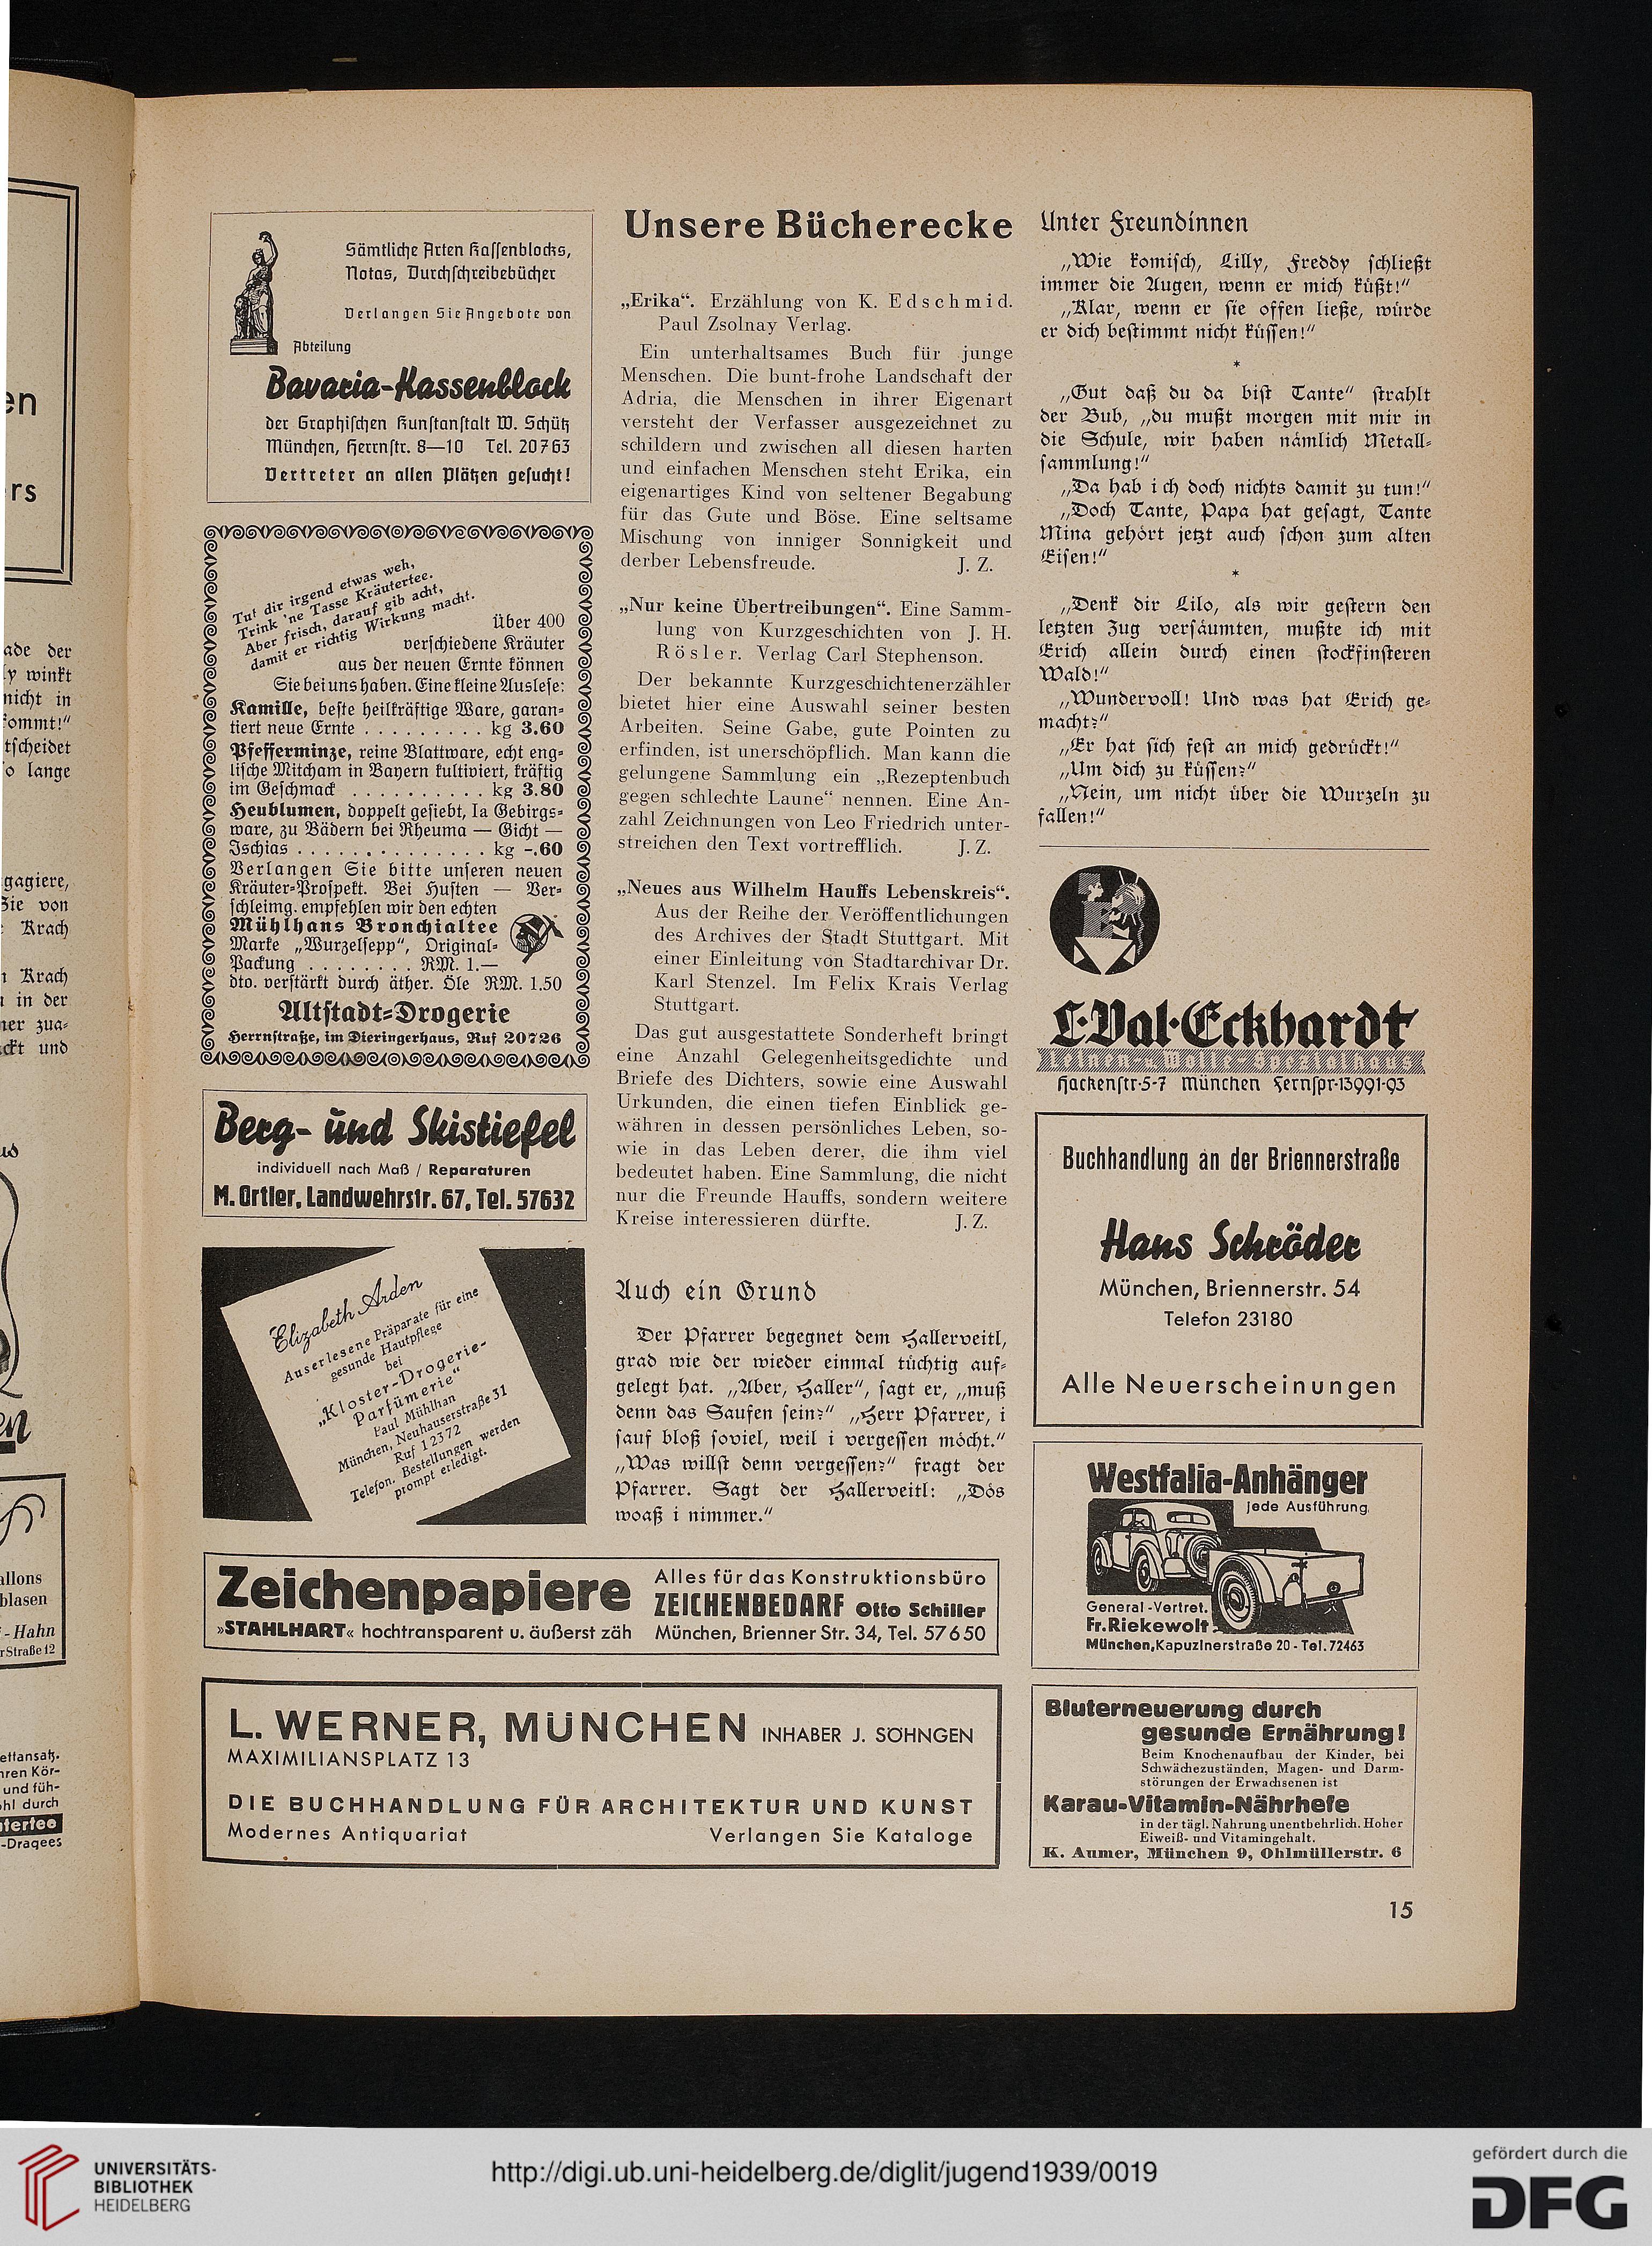 Sämtliche Arten Kassenblocks,
Notas, Durchschreibebücher
Verlangen Sie Angebote von
Abteilung
Bavaria-Kassenblock
der Graphischen Kunstanstalt W. Schütz
München, Herrnstr. 8—10 Tel. 20763
Vertreter an allen Plätzen gesucht!
Tut dir irgend etwas weh,
Trink 'ne Tasse Kräutertee.
Aber frisch, darauf gib acht,
damit er richtig Wirkung macht.
Über 400
verschiedene Kräuter
aus der neuen Ernte können
Sie bei uns haben. Eine kleine Auslese:
Kamille, beste heilkräftige Ware, garan-
tiert neue Ernte . . . . . . . . . . kg 3.60
Pfefferminze, reine Blattware, echt eng-
lische Mitcham in Bayern kultiviert, kräftig
im Geschmack . . . . . . . . . . kg 3.80
Heublumen, doppelt gesiebt, Ia Gebirgs-
ware, zu Bädern bei Rheuma — Gicht —
Ischias . . . . . . . . . . . . . . . kg -.60
Verlangen Sie bitte unseren neuen
Kräuter-Prospekt. Bei Husten — Ver-
schleimg. empfehlen wir den echten
Mühlhans Bronchialtee
Marke „Wurzelsepp“, Original-
Packung . . . . . . . . RM. 1.—
dto. verstärkt durch äther. Öle RM. 1.50
Altstadt-Drogerie
Herrnstraße, im Dieringerhaus, Ruf 20726
Berg- und Skistiefel
individuell nach Maß / Reparaturen
M. Ortler, Landwehrstr. 67, Tel. 57632
Elizabeth Arden
Auserlesene Präparate für eine
gesunde Hautpflege
bei
„Kloster-Drogerie-
Parfümerie“
Paul Mühlhan
München, Neuhauserstraße 31
Ruf 12372
Telefon. Bestellungen werden
prompt erledigt.
Unsere Bücherecke
„Erika“. Erzählung von K. Edschmid.
Paul Zsolnay Verlag.
Ein unterhaltsames Buch für junge
Menschen. Die bunt-frohe Landschaft der
Adria, die Menschen in ihrer Eigenart
versteht der Verfasser ausgezeichnet zu
schildern und zwischen all diesen harten
und einfachen Menschen steht Erika, ein
eigenartiges Kind von seltener Begabung
für das Gute und Böse. Eine seltsame
Mischung von inniger Sonnigkeit und
derber Lebensfreude. J. Z.
„Nur keine Übertreibungen“. Eine Samm-
lung von Kurzgeschichten von J. H.
Rösler. Verlag Carl Stephenson.
Der bekannte Kurzgeschichtenerzähler
bietet hier eine Auswahl seiner besten
Arbeiten. Seine Gabe, gute Pointen zu
erfinden, ist unerschöpflich. Man kann die
gelungene Sammlung ein „Rezeptenbuch
gegen schlechte Laune“ nennen. Eine An-
zahl Zeichnungen von Leo Friedrich unter-
streichen den Text vortrefflich. J. Z.
„Neues aus Wilhelm Hauffs Lebenskreis“.
Aus der Reihe der Veröffentlichungen
des Archives der Stadt Stuttgart. Mit
einer Einleitung von Stadtarchivar Dr.
Karl Stenzel. Im Felix Krais Verlag
Stuttgart.
Das gut ausgestattete Sonderheft bringt
eine Anzahl Gelegenheitsgedichte und
Briefe des Dichters, sowie eine Auswahl
Urkunden, die einen tiefen Einblick ge-
währen in dessen persönliches Leben, so-
wie in das Leben derer, die ihm viel
bedeutet haben. Eine Sammlung, die nicht
nur die Freunde Hauffs, sondern weitere
Kreise interessieren dürfte. J. Z.
Auch ein Grund
Der Pfarrer begegnet dem Hallerveitl,
grad wie der wieder einmal tüchtig auf-
gelegt hat. „Aber, Haller“, sagt er, „muß
denn das Saufen sein?“ „Herr Pfarrer, i
sauf bloß soviel, weil i vergessen möcht.“
„Was willst denn vergessen?“ fragt der
Pfarrer. Sagt der Hallerveitl: „Dös
woaß i nimmer.“
Unter Freundinnen
„Wie komisch, Lilly, Freddy schließt
immer die Augen, wenn er mich küßt!“
„Klar, wenn er sie offen ließe, würde
er dich bestimmt nicht küssen!“
*
„Gut daß du da bist Tante“ strahlt
der Bub, „du mußt morgen mit mir in
die Schule, wir haben nämlich Metall-
sammlung!“
„Da hab ich doch nichts damit zu tun!“
„Doch Tante, Papa hat gesagt, Tante
Mina gehört jetzt auch schon zum alten
Eisen!“
*
„Denk dir Lilo, als wir gestern den
letzten Zug versäumten, mußte ich mit
Erich allein durch einen stockfinsteren
Wald!“
„Wundervoll! Und was hat Erich ge-
macht?“
„Er hat sich fest an mich gedrückt!“
„Um dich zu küssen?“
„Nein, um nicht über die Wurzeln zu
fallen!“
L·Val·Eckhardt
Leinen- u. Wolle-Spezialhaus
Hackenstr·5-7 München Fernspr·13991-93
Buchhandlung an der Briennerstraße
Hans Schröder
München, Briennerstr. 54
Telefon 23180
Alle Neuerscheinungen
Westfalia-Anhänger
jede Ausführung
General-Vertret.
Fr. Riekewolt
München, Kapuzinerstraße 20 - Tel. 72463
Zeichenpapiere
»STAHLHART« hochtransparent u. äußerst zäh
Alles für das Konstruktionsbüro
ZEICHENBEDARF Otto Schiller
München, Brienner Str. 34, Tel. 57650
L. WERNER, MÜNCHEN INHABER J. SÖHNGEN
MAXIMILIANSPLATZ 13
DIE BUCHHANDLUNG FÜR ARCHITEKTUR UND KUNST
Modernes Antiquariat Verlangen Sie Kataloge
Bluterneuerung durch
gesunde Ernährung!
Beim Knochenaufbau der Kinder, bei
Schwächezuständen, Magen- und Darm-
störungen der Erwachsenen ist
Karau-Vitamin-Nährhefe
in der tägl. Nahrung unentbehrlich. Hoher
Eiweiß- und Vitamingehalt.
K. Aumer, München 9, Ohlmüllerstr. 6
15
UNIVERSITÄTS-
BIBLIOTHEK
HEIDELBERG
http://digi.ub.uni-heidelberg.de/diglit/jugend1939/0019
gefördert durch die
DFG